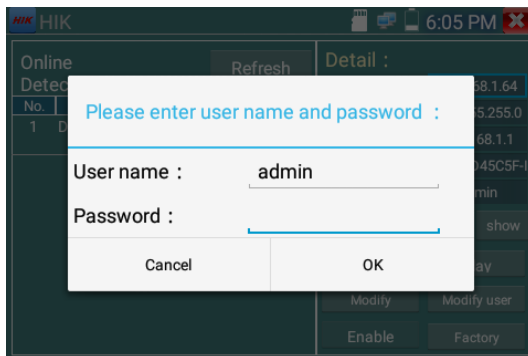 HIK HIK 6:05 PM
Online Refresh Detail :
Detec 68.1.64
No. 5.255.0
1 D 68.1.1
Please enter user name and password :
045C5F-I
User name : admin min
Password : show
Cancel OK
Modify Modify user
Enable Factory